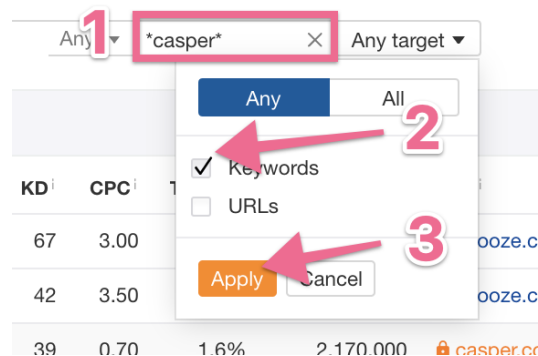 1
Any *casper* × Any target
Any All
2
Keywords
KD i CPC i T i
URLs
3
67 3.00 ooze.c
Apply Cancel
42 3.50 ooze.c
39 0.70 1.6% 2,170,000 casper.co